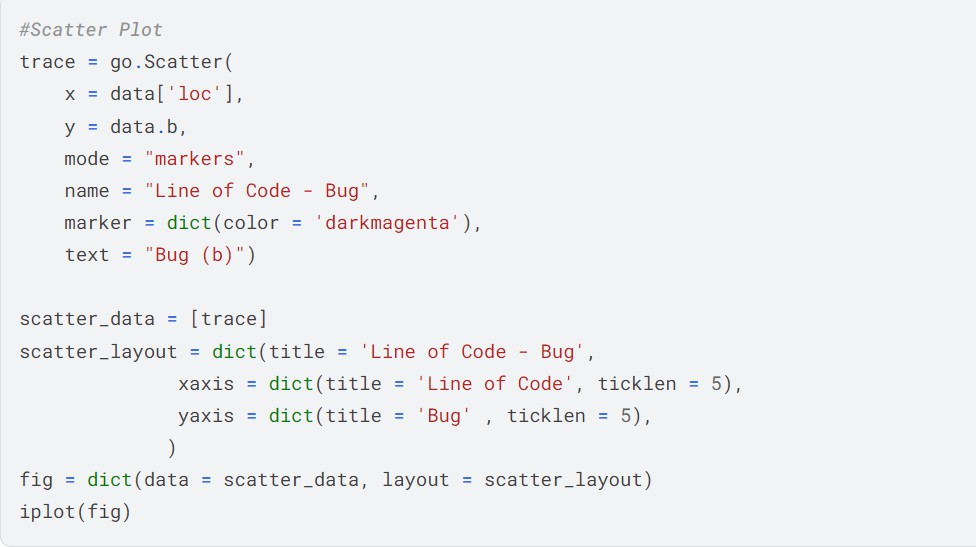 #Scatter Plot
trace = go.Scatter(
    x = data['loc'],
    y = data.b,
    mode = "markers",
    name = "Line of Code - Bug",
    marker = dict(color = 'darkmagenta'),
    text = "Bug (b)")

scatter_data = [trace]
scatter_layout = dict(title = 'Line of Code - Bug',
              xaxis = dict(title = 'Line of Code', ticklen = 5),
              yaxis = dict(title = 'Bug' , ticklen = 5),
             )
fig = dict(data = scatter_data, layout = scatter_layout)
iplot(fig)